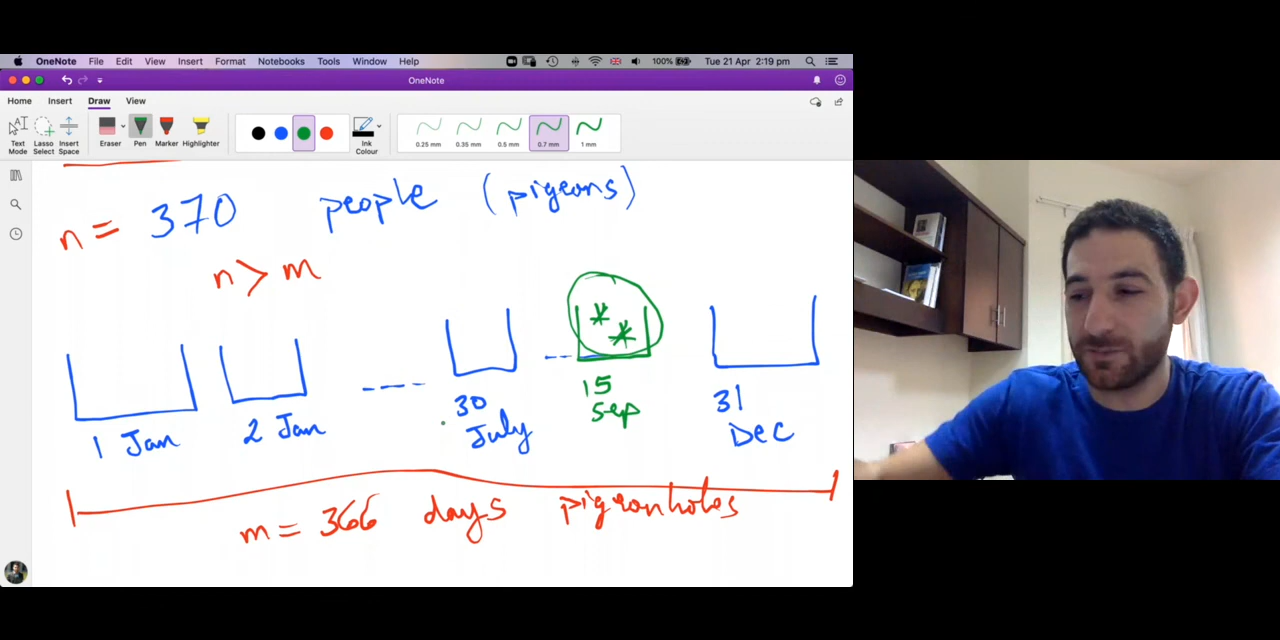 OneNote File Edit View Insert Format Notebooks Tools Window Help 100% Tue 21 Apr 2:19 pm
OneNote
Home Insert Draw View
Text Mode Lasso Select Insert Space Eraser Pen Marker Highlighter Ink Colour 0.25 mm 0.35 mm 0.5 mm 0.7 mm 1 mm
n = 370 people (pigeons)
n > m
1 Jan 2 Jan ---- 30 July --- 15 Sep 31 Dec
m = 366 days pigeonholes